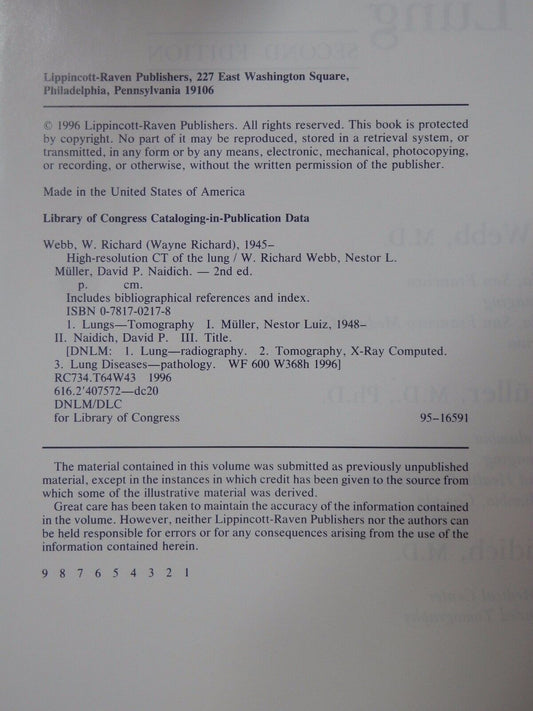 Lung
SECOND EDITION
Lippincott-Raven Publishers, 227 East Washington Square,
Philadelphia, Pennsylvania 19106
© 1996 Lippincott-Raven Publishers. All rights reserved. This book is protected
by copyright. No part of it may be reproduced, stored in a retrieval system, or
transmitted, in any form or by any means, electronic, mechanical, photocopying,
or recording, or otherwise, without the written permission of the publisher.
Made in the United States of America
Library of Congress Cataloging-in-Publication Data
Webb, W. Richard (Wayne Richard), 1945–
High-resolution CT of the lung / W. Richard Webb, Nestor L.
Müller, David P. Naidich. — 2nd ed.
p. cm.
Includes bibliographical references and index.
ISBN 0-7817-0217-8
1. Lungs—Tomography I. Müller, Nestor Luiz, 1948–
II. Naidich, David P. III. Title.
[DNLM: 1. Lung—radiography. 2. Tomography, X-Ray Computed.
3. Lung Diseases—pathology. WF 600 W368h 1996]
RC734.T64W43 1996
616.2'407572—dc20
DNLM/DLC
for Library of Congress 95-16591
The material contained in this volume was submitted as previously unpublished
material, except in the instances in which credit has been given to the source from
which some of the illustrative material was derived.
Great care has been taken to maintain the accuracy of the information contained
in the volume. However, neither Lippincott-Raven Publishers nor the authors can
be held responsible for errors or for any consequences arising from the use of the
information contained herein.
9 8 7 6 5 4 3 2 1